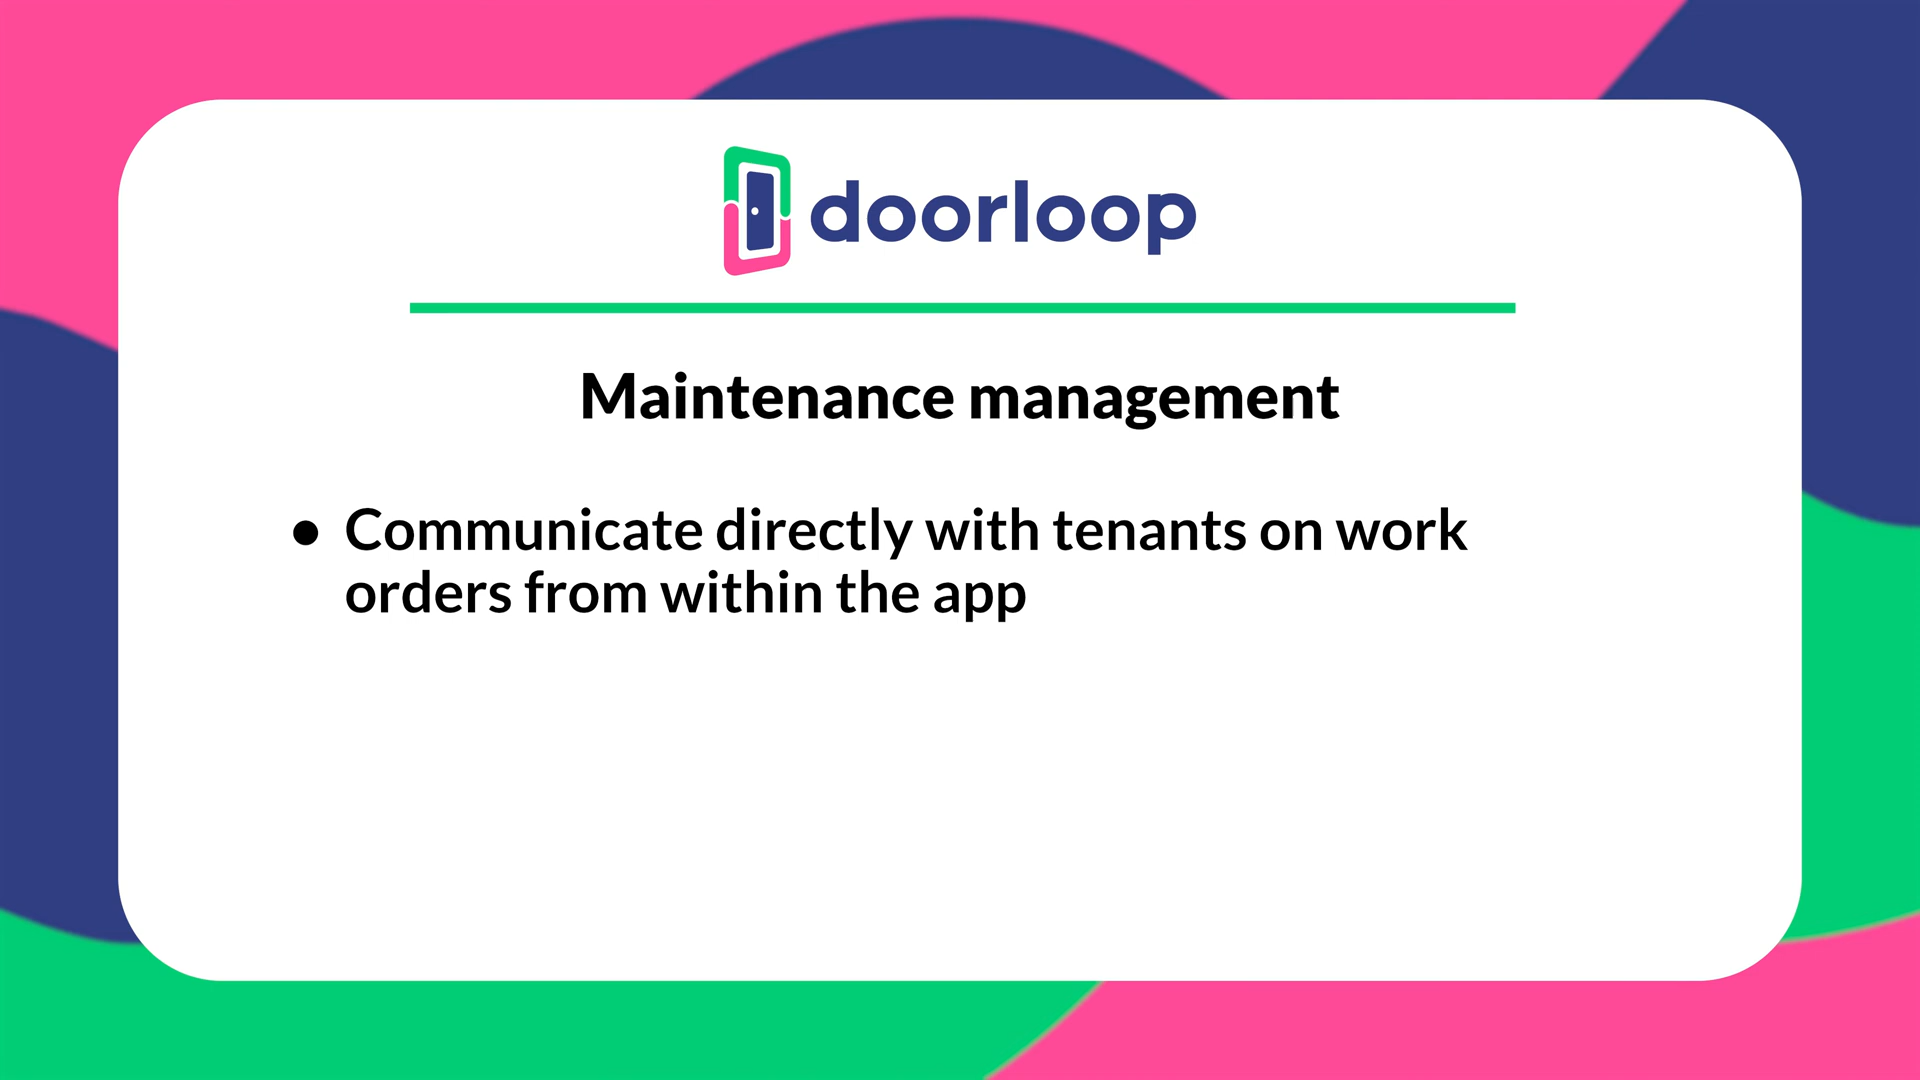 doorloop
Maintenance management
● Communicate directly with tenants on work
orders from within the app